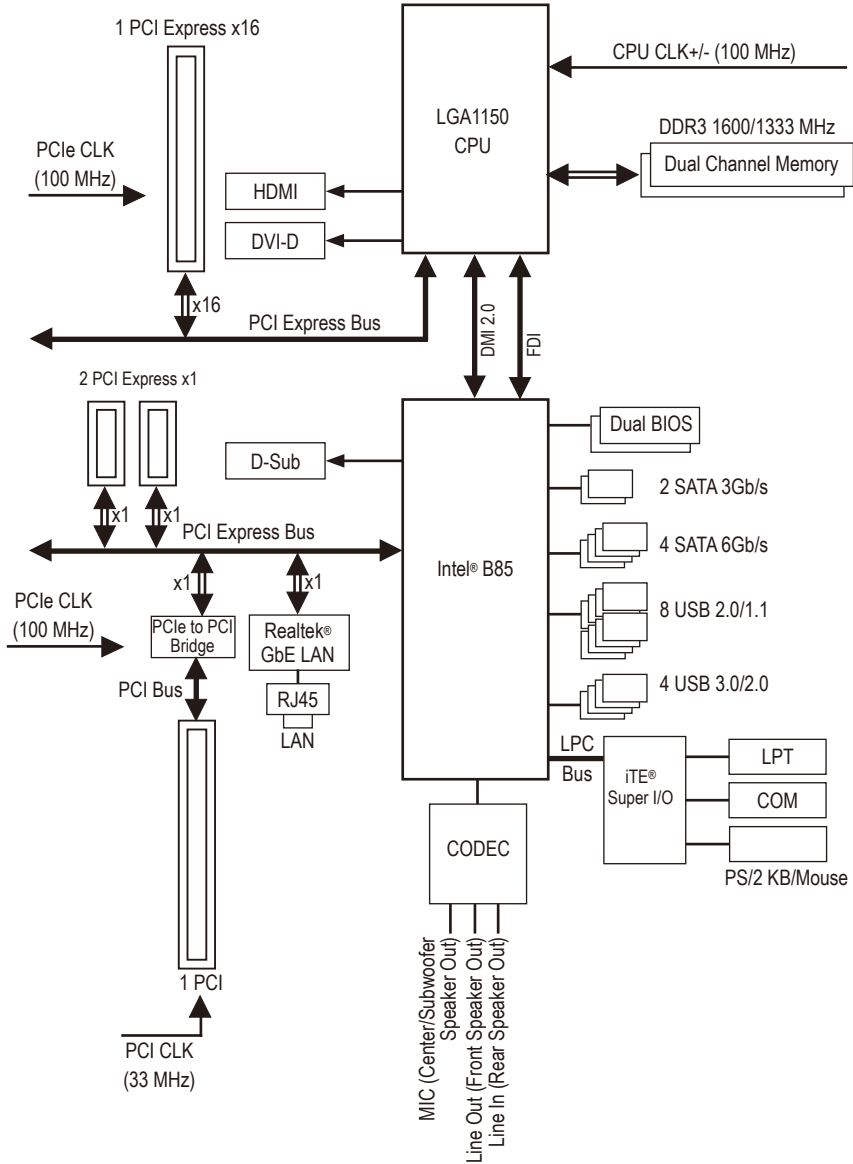 1 PCI Express x16
CPU CLK+/- (100 MHz)
LGA1150
CPU
DDR3 1600/1333 MHz
Dual Channel Memory
PCIe CLK
(100 MHz)
HDMI
DVI-D
x16
PCI Express Bus
DMI 2.0
FDI
2 PCI Express x1
Dual BIOS
D-Sub
2 SATA 3Gb/s
x1
x1
PCI Express Bus
4 SATA 6Gb/s
Intel® B85
x1
x1
PCIe CLK
(100 MHz)
8 USB 2.0/1.1
PCIe to PCI
Bridge
Realtek®
GbE LAN
PCI Bus
RJ45
LAN
4 USB 3.0/2.0
LPC
Bus
iTE®
Super I/O
LPT
COM
CODEC
PS/2 KB/Mouse
MIC (Center/Subwoofer
Speaker Out)
Line Out (Front Speaker Out)
Line In (Rear Speaker Out)
1 PCI
PCI CLK
(33 MHz)